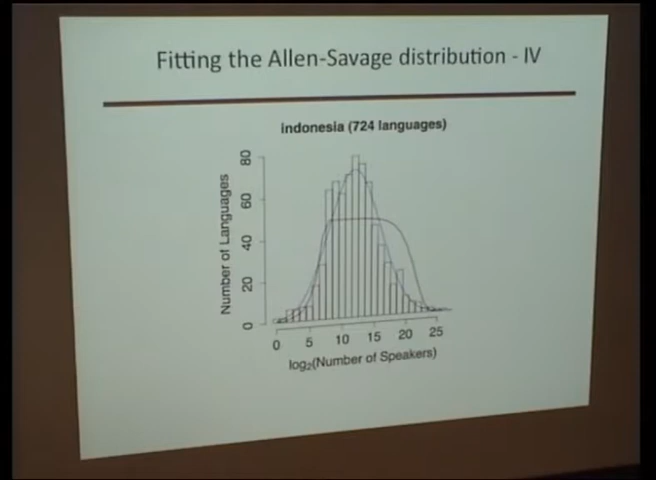 Fitting the Allen-Savage distribution - IV
indonesia (724 languages)
Number of Languages
80
60
40
20
0
0 5 10 15 20 25
log2(Number of Speakers)